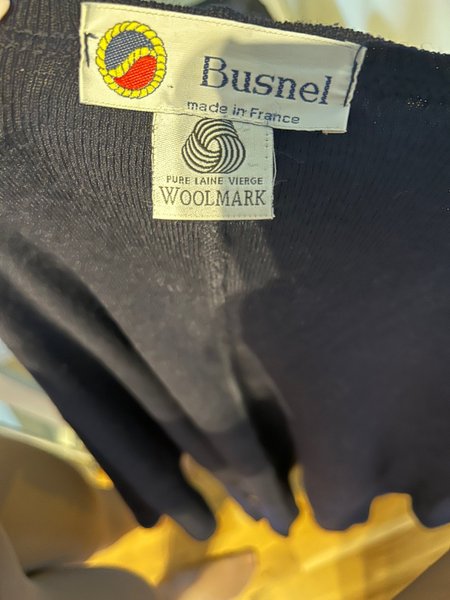 Busnel
made in France
PURE LAINE VIERGE
WOOLMARK